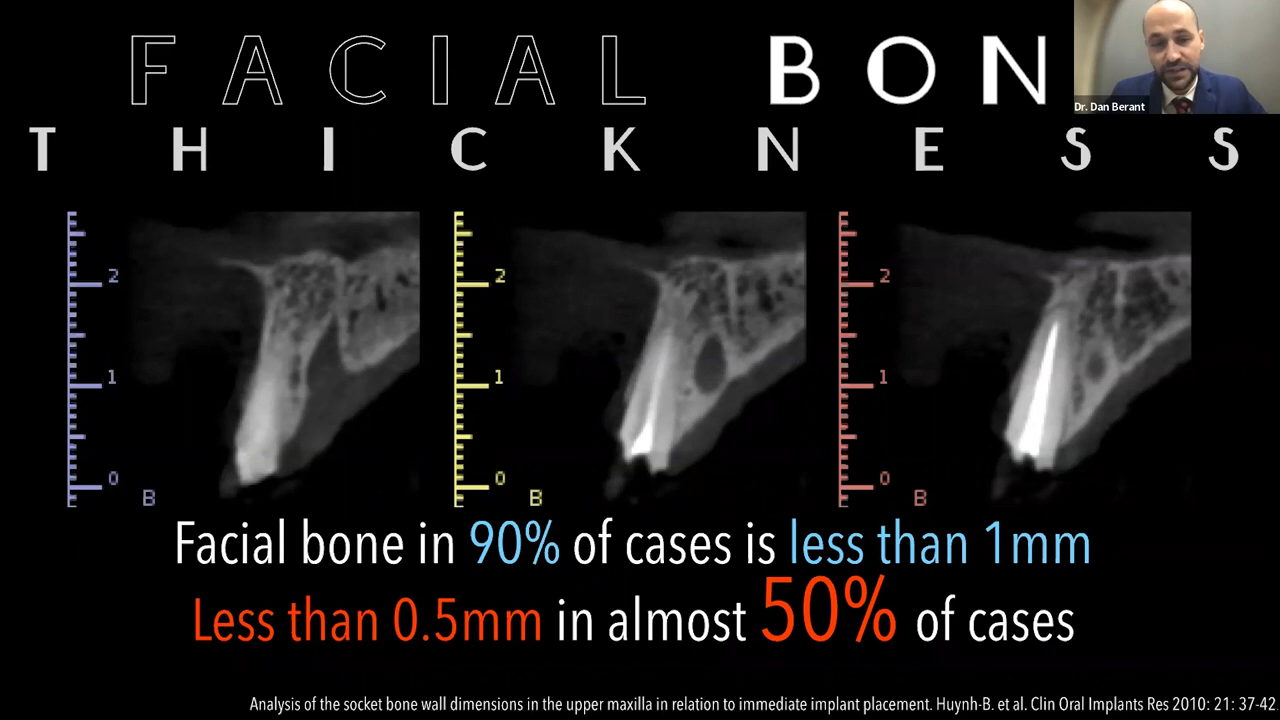 FACIAL BON
THICKNESS
Dr. Dan Berant
2
1
0
B
2
1
0
B
2
1
0
B
Facial bone in 90% of cases is less than 1mm
Less than 0.5mm in almost 50% of cases
Analysis of the socket bone wall dimensions in the upper maxilla in relation to immediate implant placement. Huynh-B. et al. Clin Oral Implants Res 2010: 21: 37-42